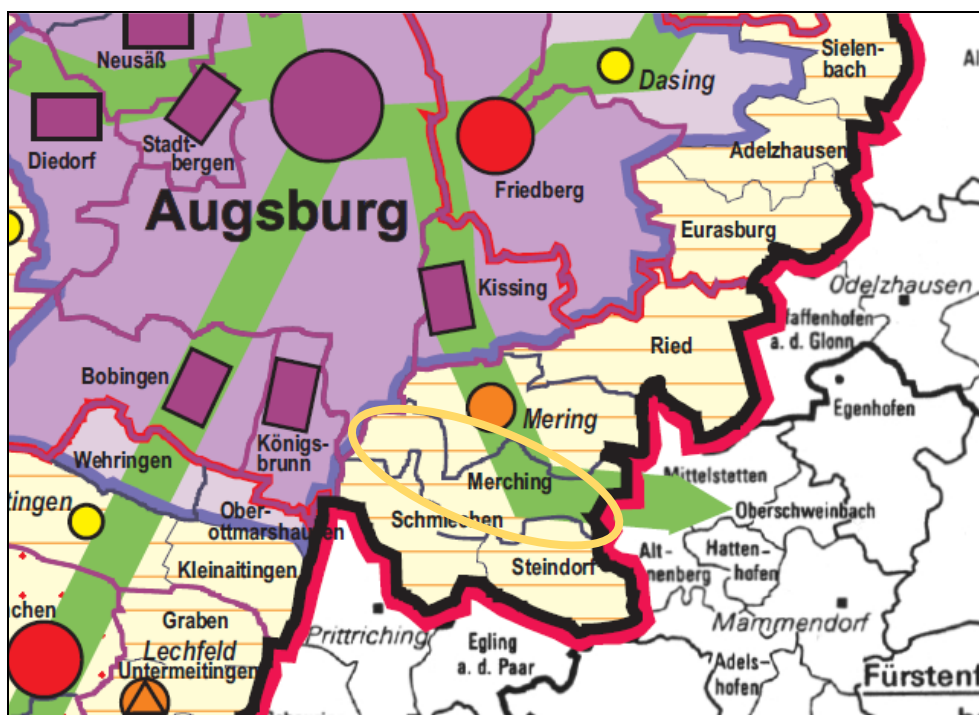 Neusäß
Sielen-
bach
Dasing
Diedorf
Stadt-
bergen
Adelzhausen
Friedberg
Augsburg
Eurasburg
Kissing
Odelzhausen
faffenhofen
a. d. Glonn
Ried
Bobingen
Egenhofen
Mering
Königs-
brunn
Wehringen
Merching
Mittelstetten
tingen
Ober-
ottmarshausen
Schmiechen
Oberschweinbach
Alt-
nenberg
Hatten-
hofen
Kleinaitingen
Steindorf
chen
Graben
Lechfeld
Untermeitingen
Prittriching
Egling
a. d. Paar
Mammendorf
Adels-
hofen
Fürstenf